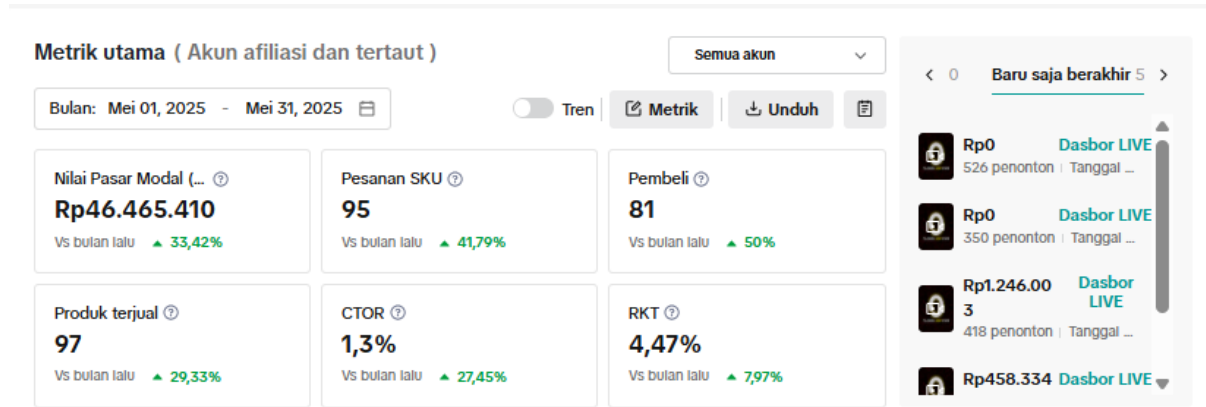 Metrik utama ( Akun afiliasi dan tertaut )
Semua akun
Bulan: Mei 01, 2025 - Mei 31, 2025
Tren
Metrik
Unduh
Nilai Pasar Modal (...
Rp46.465.410
Vs bulan lalu 33,42%
Pesanan SKU
95
Vs bulan lalu 41,79%
Pembeli
81
Vs bulan lalu 50%
Produk terjual
97
Vs bulan lalu 29,33%
CTOR
1,3%
Vs bulan lalu 27,45%
RKT
4,47%
Vs bulan lalu 7,97%
0 Baru saja berakhir 5
Rp0 Dasbor LIVE
526 penonton Tanggal ...
Rp0 Dasbor LIVE
350 penonton Tanggal ...
Rp1.246.00
3
Dasbor
LIVE
418 penonton Tanggal ...
Rp458.334 Dasbor LIVE